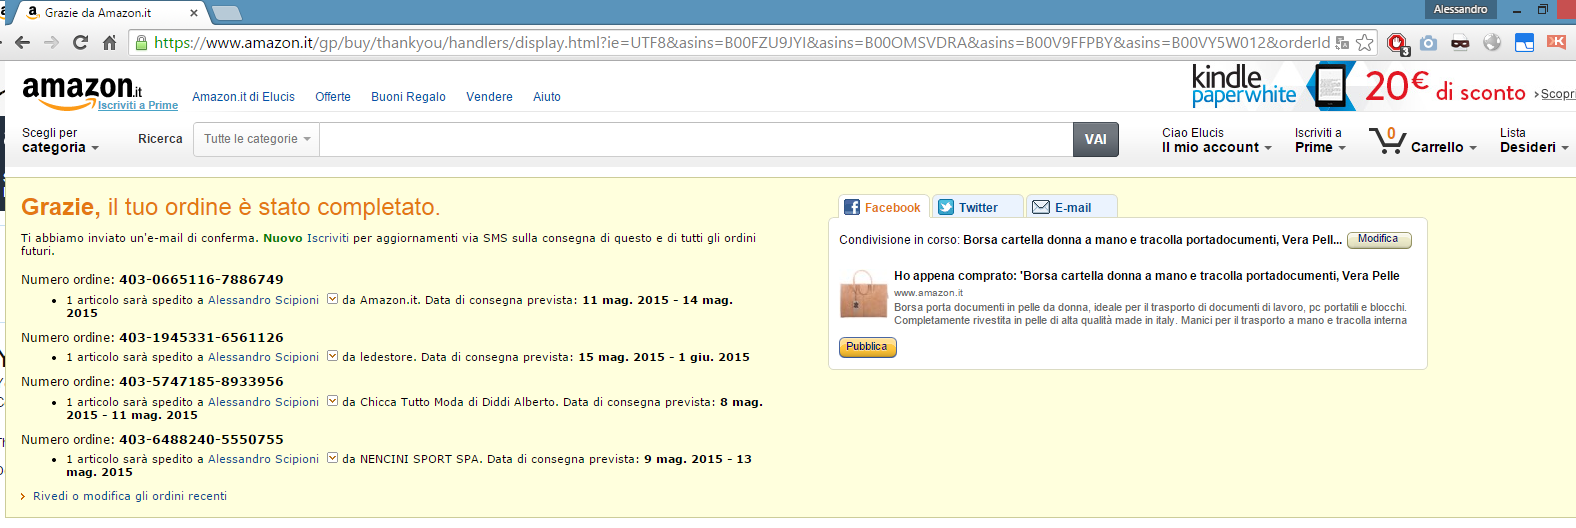 Grazie da Amazon.it
Alessandro
https://www.amazon.it/gp/buy/thankyou/handlers/display.html?ie=UTF8&asins=B00FZU9JYI&asins=B00OMSVDRA&asins=B00V9FFPBY&asins=B00VY5W012&orderId
3
amazon.it
Iscriviti a Prime
Amazon.it di Elucis
Offerte
Buoni Regalo
Vendere
Aiuto
kindle
paperwhite
20€ di sconto
Scopri
Scegli per
categoria
Ricerca
Tutte le categorie
VAI
Ciao Elucis
Il mio account
Iscriviti a
Prime
0
Carrello
Lista
Desideri
Grazie, il tuo ordine è stato completato.
Ti abbiamo inviato un'e-mail di conferma. Nuovo Iscriviti per aggiornamenti via SMS sulla consegna di questo e di tutti gli ordini
futuri.
Numero ordine: 403-0665116-7886749
• 1 articolo sarà spedito a Alessandro Scipioni da Amazon.it. Data di consegna prevista: 11 mag. 2015 - 14 mag.
2015
Numero ordine: 403-1945331-6561126
• 1 articolo sarà spedito a Alessandro Scipioni da ledestore. Data di consegna prevista: 15 mag. 2015 - 1 giu. 2015
Numero ordine: 403-5747185-8933956
• 1 articolo sarà spedito a Alessandro Scipioni da Chicca Tutto Moda di Diddi Alberto. Data di consegna prevista: 8 mag.
2015 - 11 mag. 2015
Numero ordine: 403-6488240-5550755
• 1 articolo sarà spedito a Alessandro Scipioni da NENCINI SPORT SPA. Data di consegna prevista: 9 mag. 2015 - 13
mag. 2015
Rivedi o modifica gli ordini recenti
Facebook
Twitter
E-mail
Condivisione in corso: Borsa cartella donna a mano e tracolla portadocumenti, Vera Pell...
Modifica
Ho appena comprato: 'Borsa cartella donna a mano e tracolla portadocumenti, Vera Pelle
www.amazon.it
Borsa porta documenti in pelle da donna, ideale per il trasporto di documenti di lavoro, pc portatili e blocchi.
Completamente rivestita in pelle di alta qualità made in italy. Manici per il trasporto a mano e tracolla interna
Pubblica